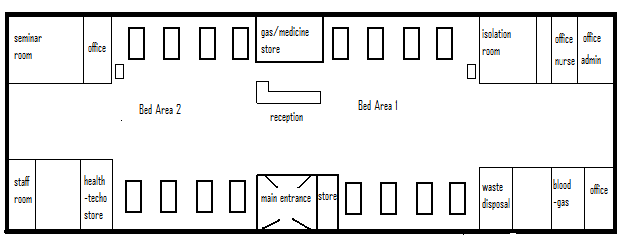 seminar
room
office
gas/medicine
store
isolation
room
office
nurse
office
admin
Bed Area 2
reception
Bed Area 1
staff
room
health
-techo
store
main entrance
store
waste
disposal
blood
-gas
office